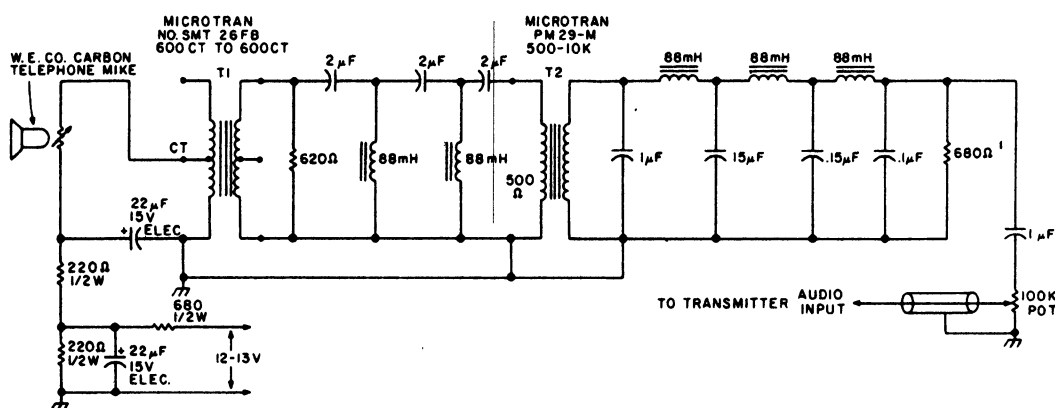 MICROTRAN
NO. SMT 26FB
600 CT TO 600CT
MICROTRAN
PM29-M
500-10K
W.E.CO. CARBON
TELEPHONE MIKE
T1
2μF
2μF
2μF
T2
88mH
88mH
88mH
CT
620Ω
88mH
88mH
500
Ω
.1μF
.15μF
.15μF
.1μF
680Ω
22μF
15V
ELEC.
+
1μF
220Ω
1/2W
680
1/2W
TO TRANSMITTER AUDIO
INPUT
100K
POT
220Ω
1/2W
+
22μF
15V
ELEC.
12-13V